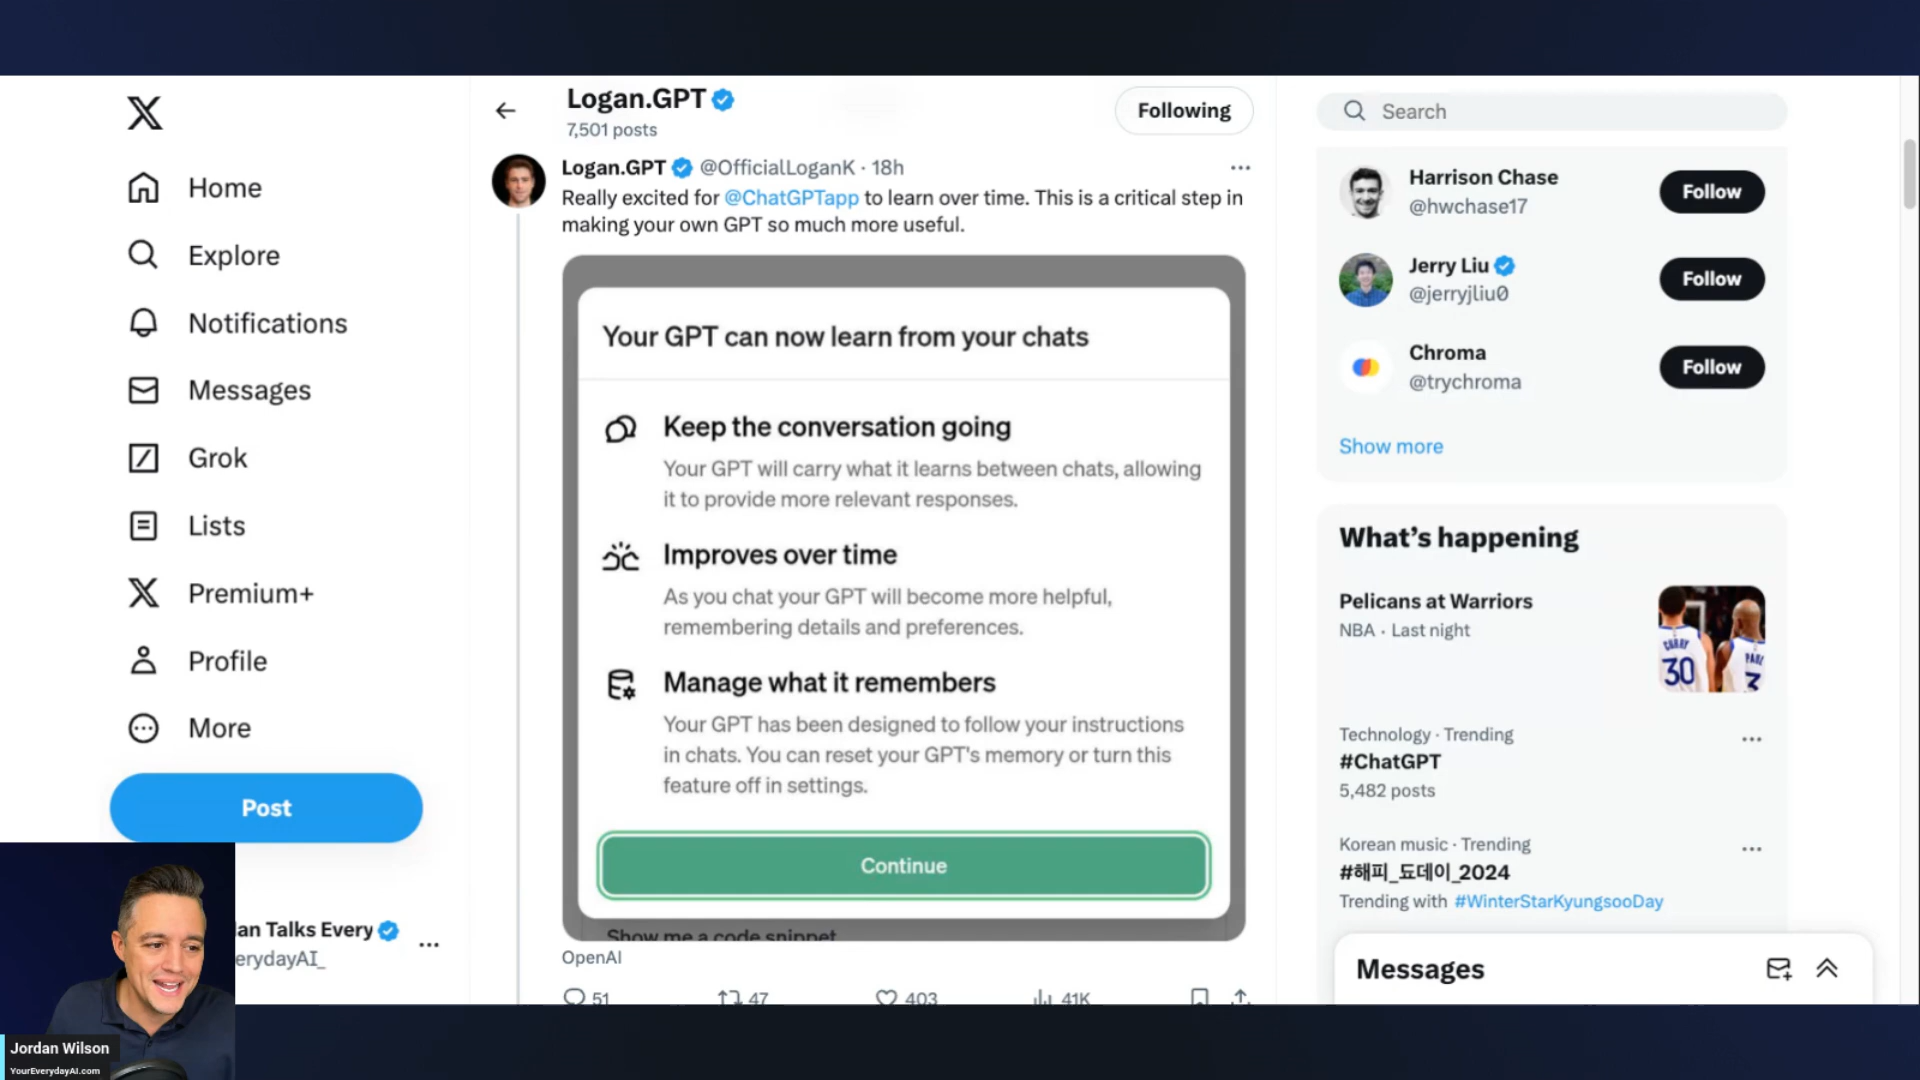 Home
Explore
Notifications
Messages
Grok
Lists
Premium+
Profile
More
Post
lan Talks Every
erydayAI_
Jordan Wilson
YourEverydayAI.com
Logan.GPT
7,501 posts
Following
Logan.GPT @OfficialLoganK · 18h
Really excited for @ChatGPTapp to learn over time. This is a critical step in
making your own GPT so much more useful.
Your GPT can now learn from your chats
Keep the conversation going
Your GPT will carry what it learns between chats, allowing
it to provide more relevant responses.
Improves over time
As you chat your GPT will become more helpful,
remembering details and preferences.
Manage what it remembers
Your GPT has been designed to follow your instructions
in chats. You can reset your GPT's memory or turn this
feature off in settings.
Continue
Show me a code snippet
OpenAI
51 47 403 41K
Search
Harrison Chase
@hwchase17
Follow
Jerry Liu
@jerryjliu0
Follow
Chroma
@trychroma
Follow
Show more
What's happening
Pelicans at Warriors
NBA · Last night
CURRY
30
PAUL
3
Technology · Trending
#ChatGPT
5,482 posts
Korean music · Trending
#해피_됴데이_2024
Trending with #WinterStarKyungsooDay
Messages